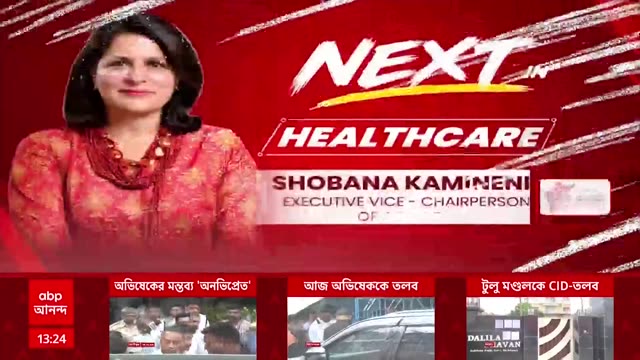 NEXT
IN
HEALTHCARE
SHOBANA KAMINENI
EXECUTIVE VICE - CHAIRPERSON
OF
অভিষেকের মন্তব্য 'অনভিপ্রেত'
আজ অভিষেককে তলব
টুলু মণ্ডলকে CID-তলব
abp
আনন্দ
13:24
DALILA